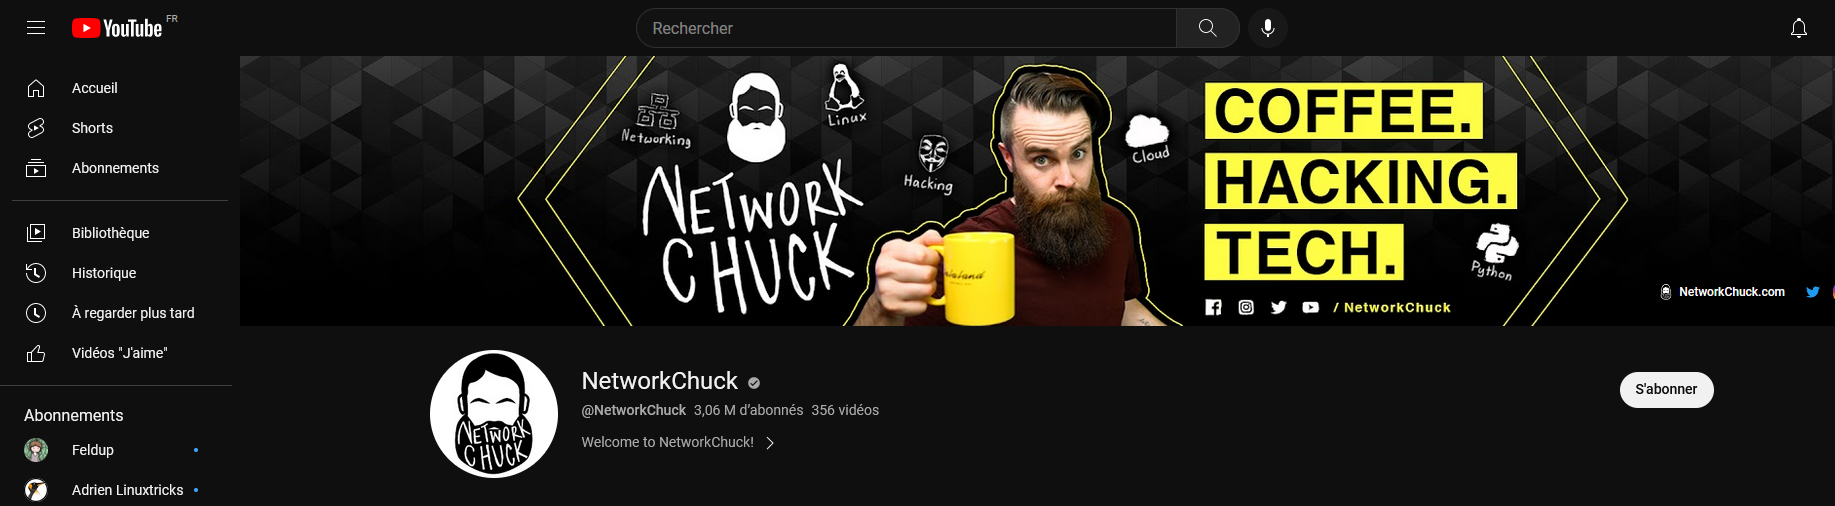 YouTube FR
Rechercher
Accueil
Shorts
Abonnements
Bibliothèque
Historique
À regarder plus tard
Vidéos "J'aime"
Abonnements
Feldup
Adrien Linuxtricks
Networking
Linux
Hacking
Cloud
Python
NETWORK
CHUCK
COFFEE.
HACKING.
TECH.
/ NetworkChuck
NetworkChuck.com
NETWORK
CHUCK
NetworkChuck
@NetworkChuck 3,06 M d’abonnés 356 vidéos
Welcome to NetworkChuck!
S'abonner